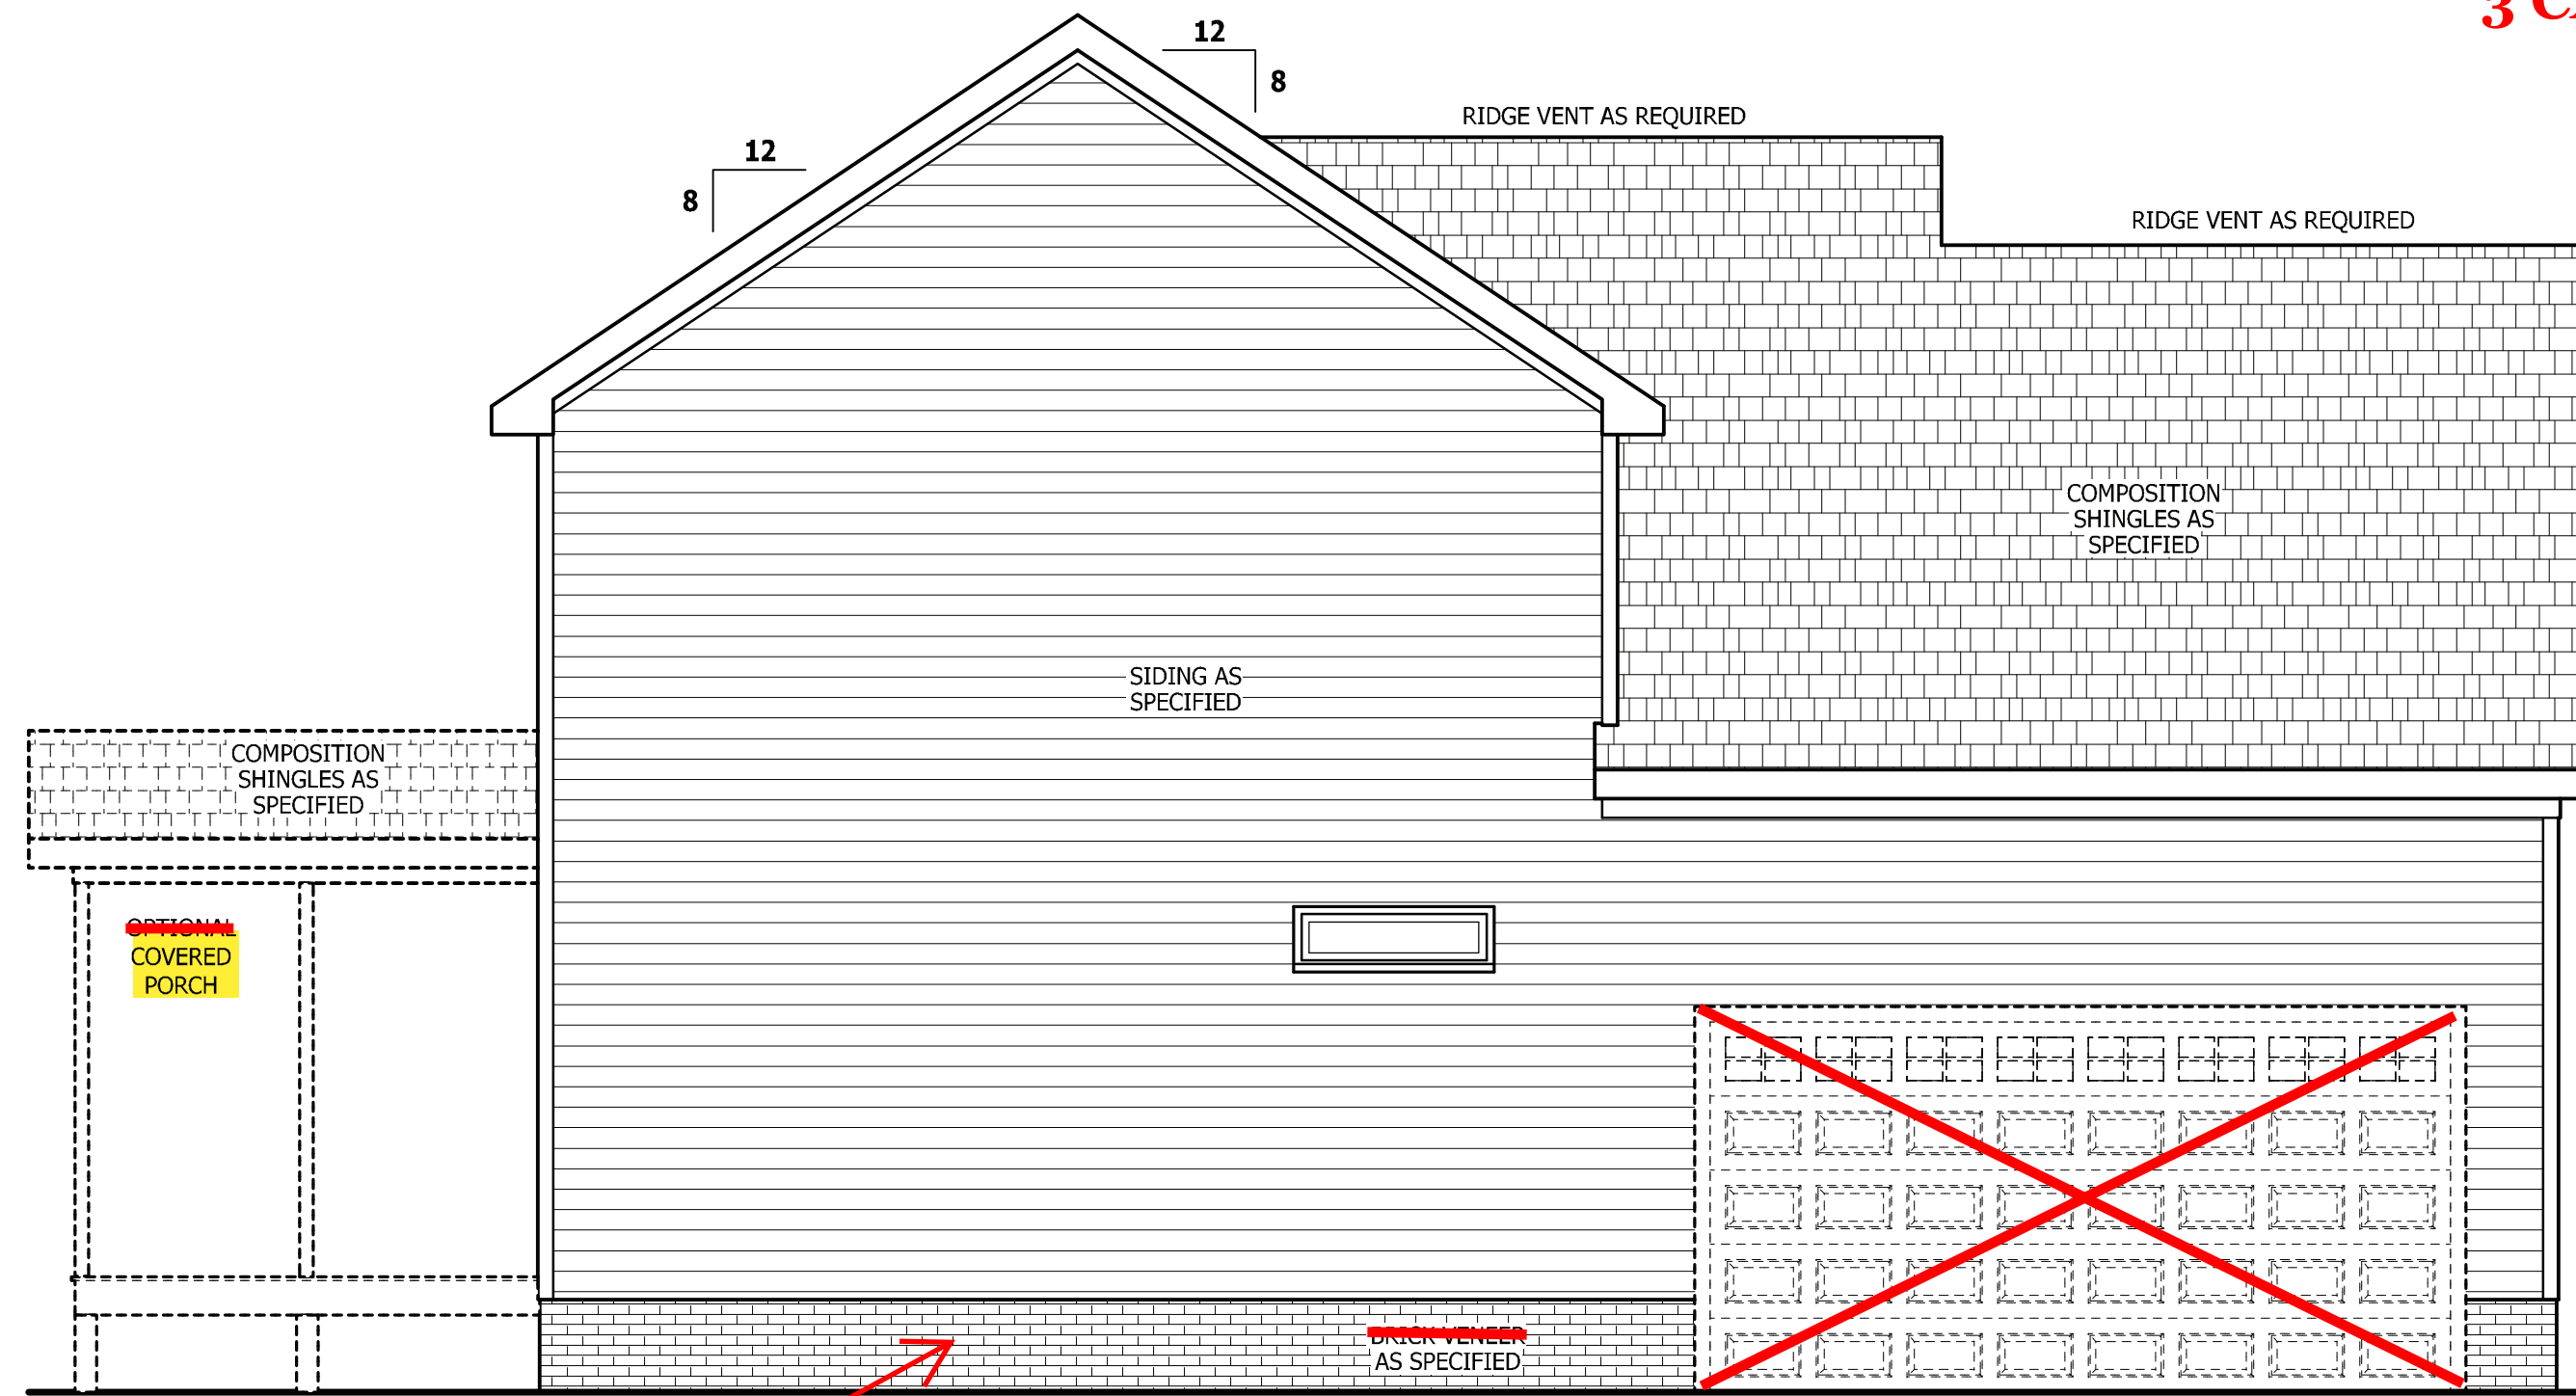 3
12
8
RIDGE VENT AS REQUIRED
12
8
RIDGE VENT AS REQUIRED
COMPOSITION
SHINGLES AS
SPECIFIED
SIDING AS
SPECIFIED
COMPOSITION
SHINGLES AS
SPECIFIED
OPTIONAL
COVERED
PORCH
BRICK VENEER
AS SPECIFIED